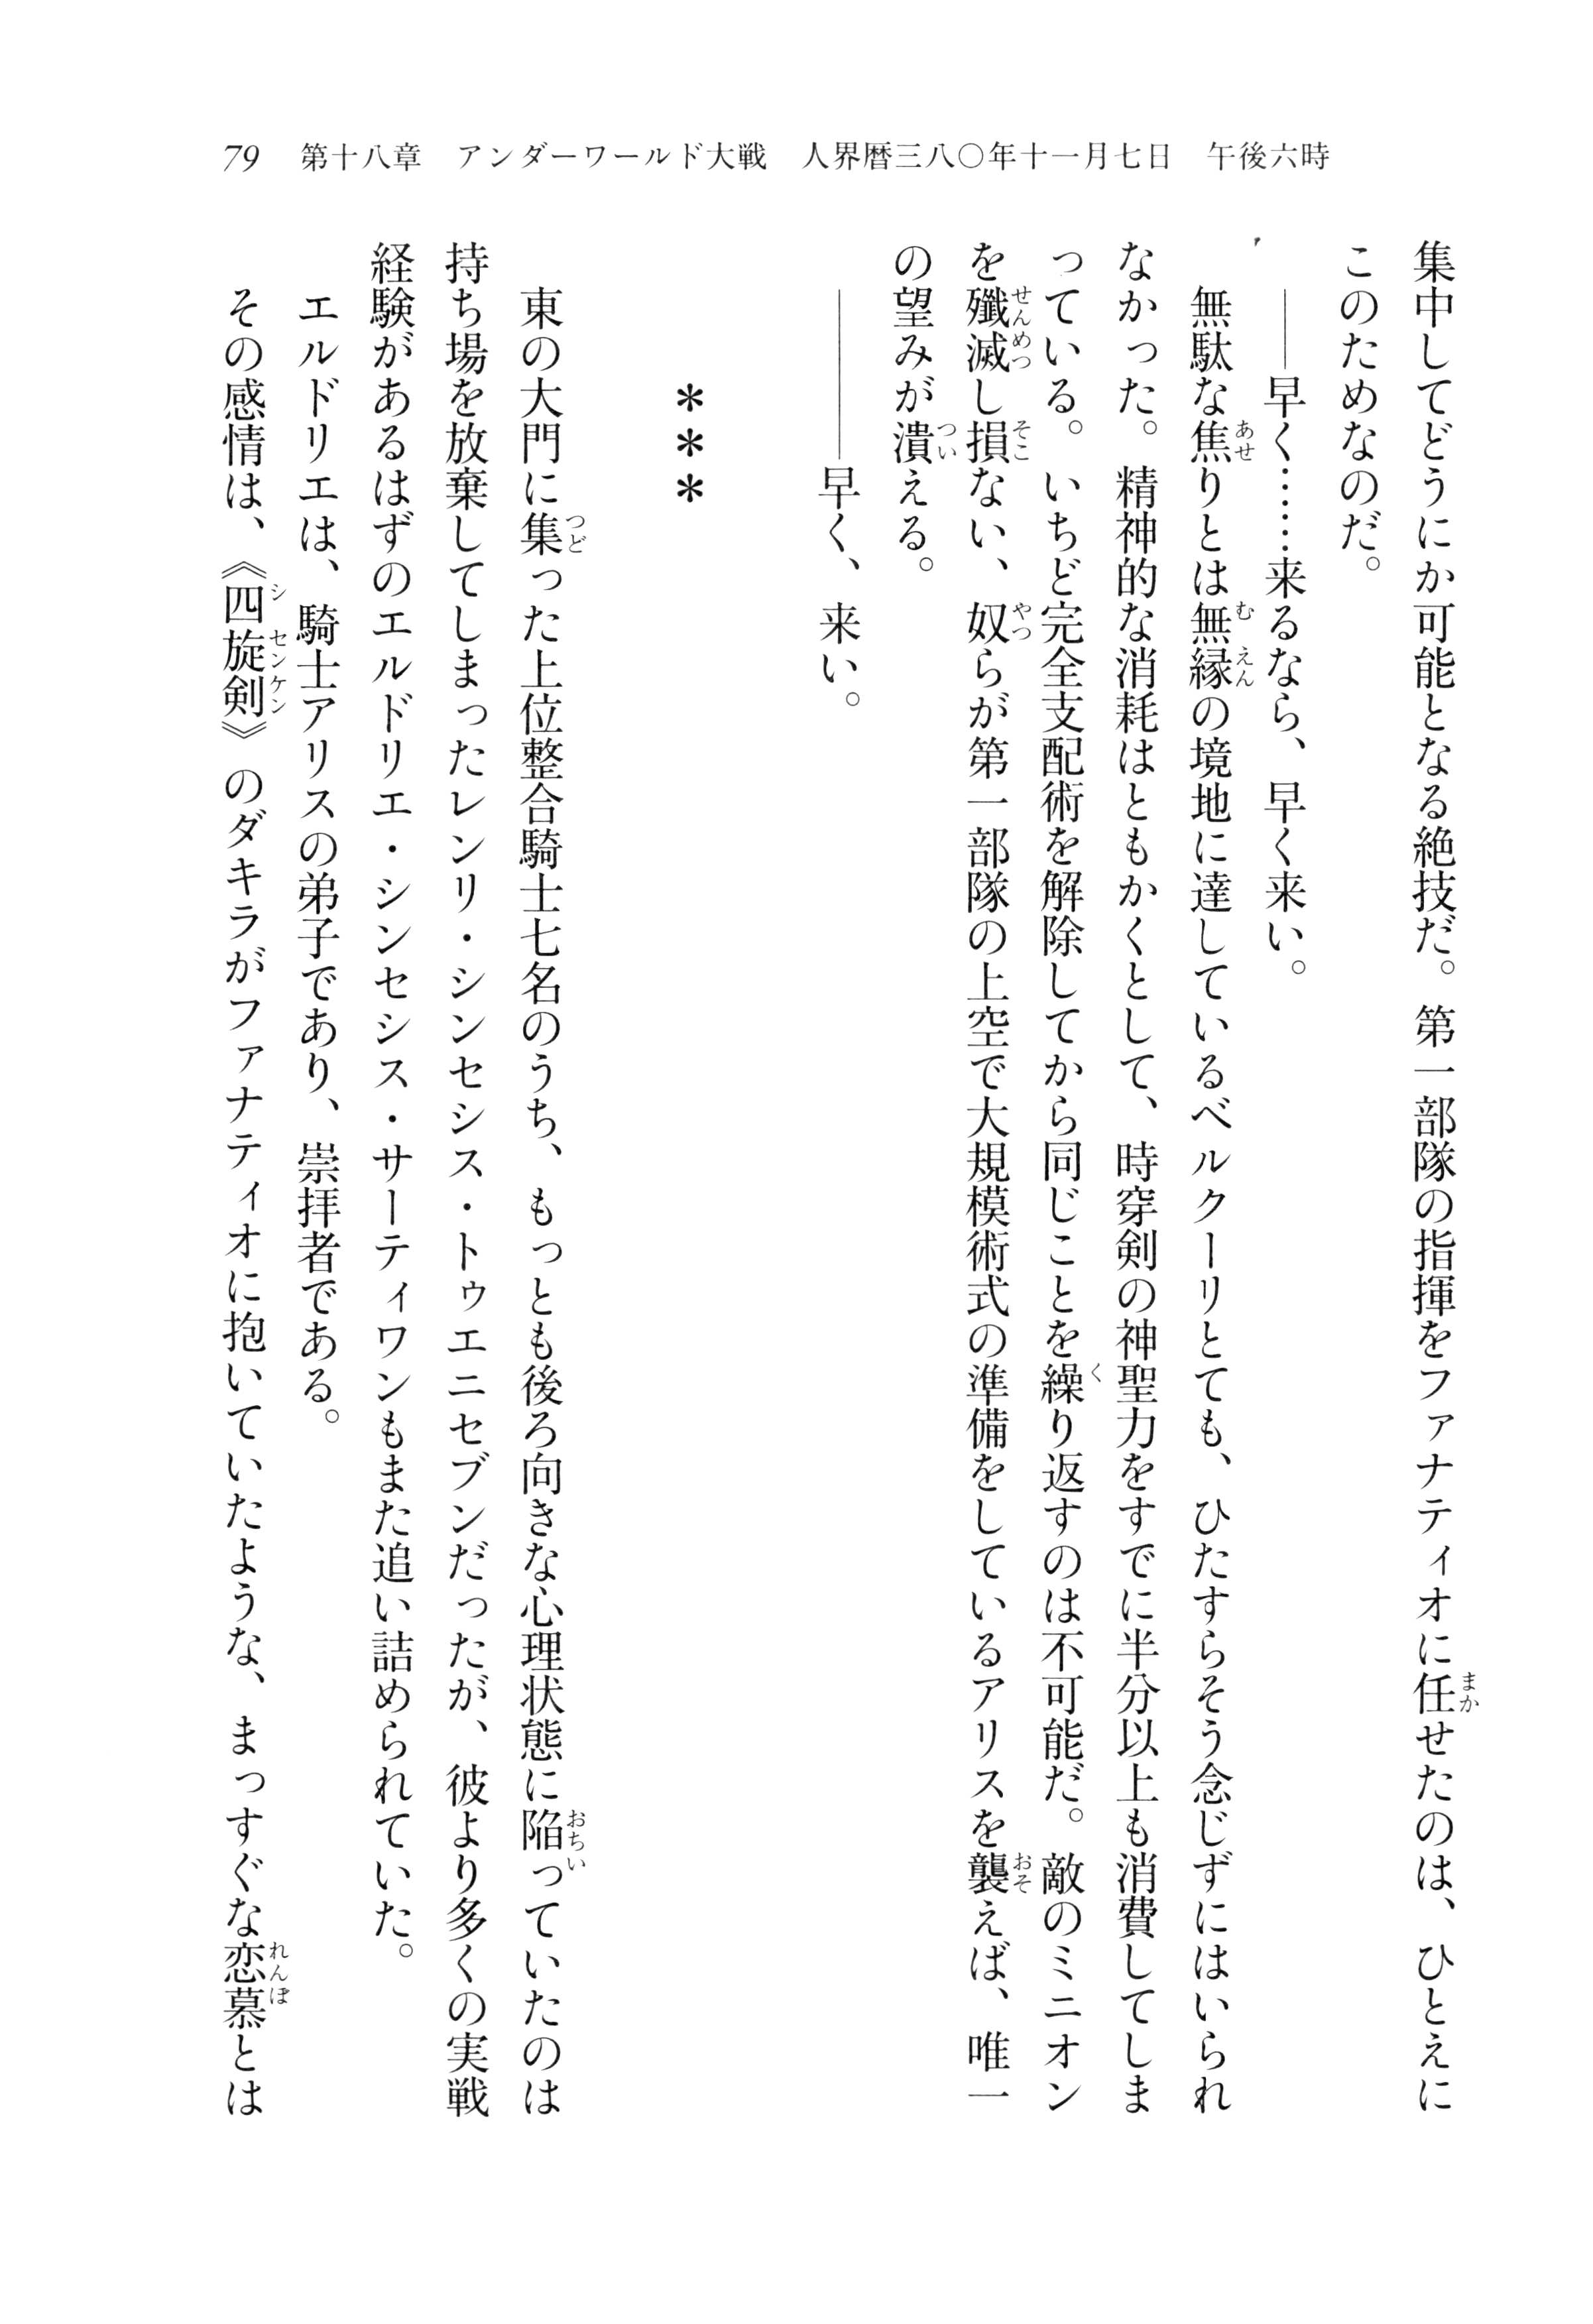 79 第十八章 アンダーワールド大戦 人界暦三八〇年十一月七日 午後六時
集中してどうにか可能となる絶技だ。第一部隊の指揮をファナティオに任せたのは、ひとえに
このためなのだ。
――早く……来るなら、早く来い。
無駄な焦りとは無縁の境地に達しているベルクーリとても、ひたすらそう念じずにはいられ
なかった。精神的な消耗はともかくとして、時穿剣の神聖力をすでに半分以上も消費してしま
っている。いちど完全支配術を解除してから同じことを繰り返すのは不可能だ。敵のミニオン
を殲滅し損ない、奴らが第一部隊の上空で大規模術式の準備をしているアリスを襲えば、唯一
の望みが潰える。
――――早く、来い。
＊＊＊
東の大門に集った上位整合騎士七名のうち、もっとも後ろ向きな心理状態に陥っていたのは
持ち場を放棄してしまったレンリ・シンセシス・トゥエニセブンだったが、彼より多くの実戦
経験があるはずのエルドリエ・シンセシス・サーティワンもまた追い詰められていた。
エルドリエは、騎士アリスの弟子であり、崇拝者である。
その感情は、《四旋剣》のダキラがファナティオに抱いていたような、まっすぐな恋慕とは